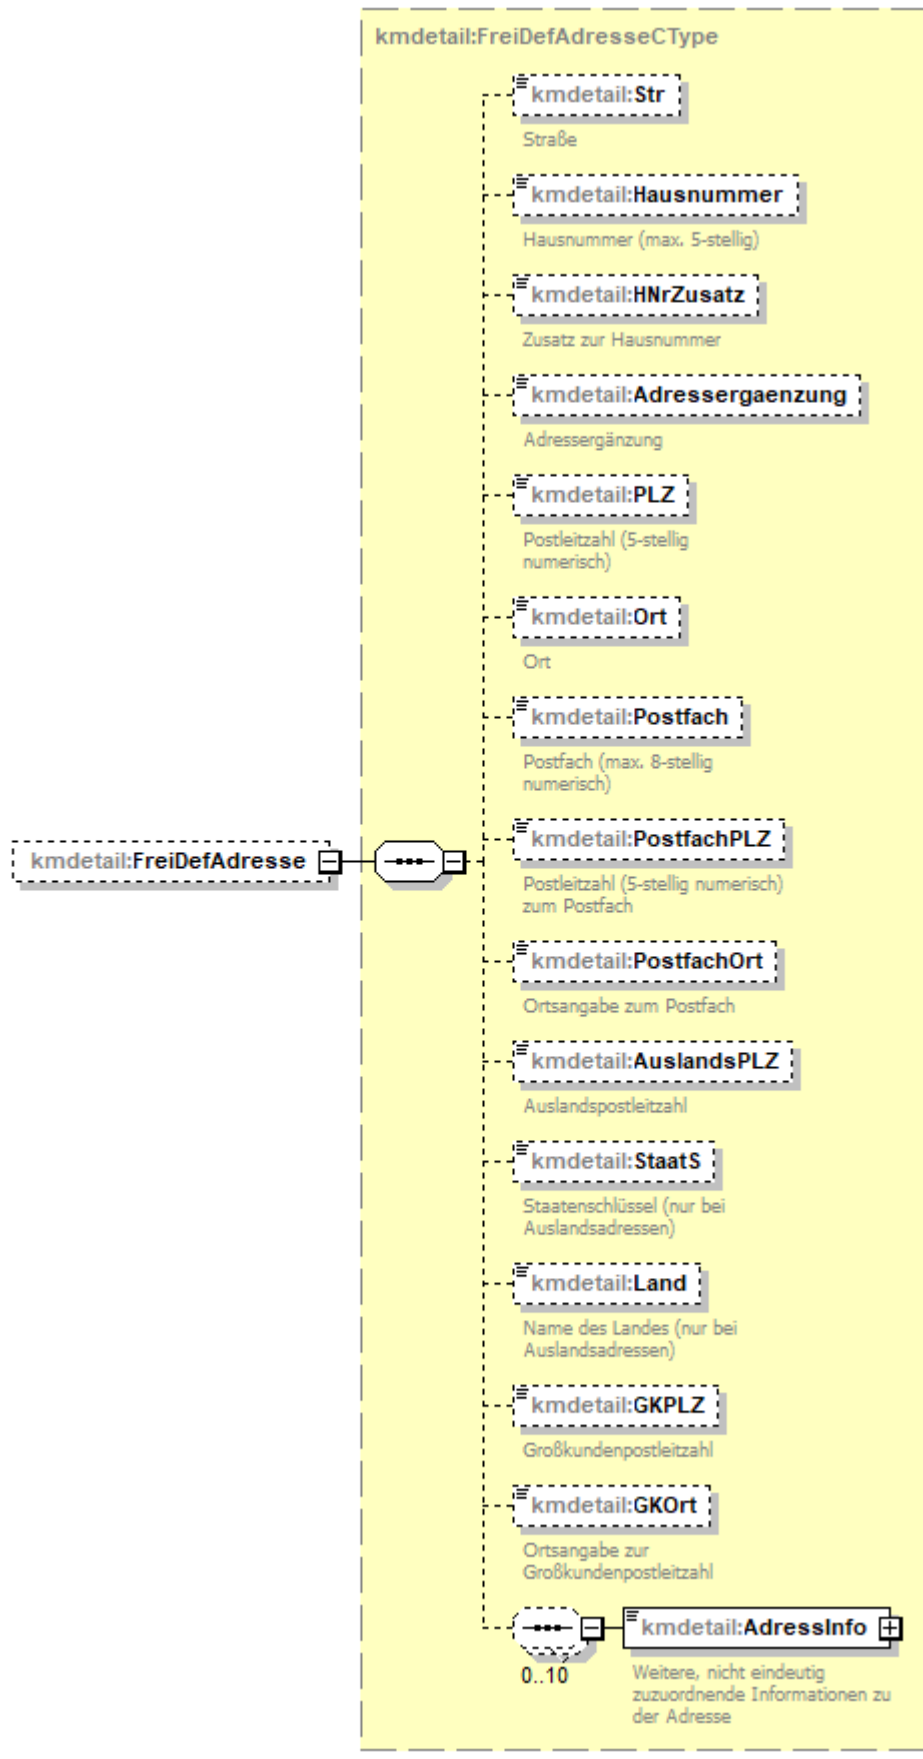 kmdetail:FreiDefAdresseCType
kmdetail:Str
Straße
kmdetail:Hausnummer
Hausnummer (max. 5-stellig)
kmdetail:HNrZusatz
Zusatz zur Hausnummer
kmdetail:Adressergaenzung
Adressergänzung
kmdetail:PLZ
Postleitzahl (5-stellig
numerisch)
kmdetail:Ort
Ort
kmdetail:Postfach
Postfach (max. 8-stellig
numerisch)
kmdetail:FreiDefAdresse
kmdetail:PostfachPLZ
Postleitzahl (5-stellig numerisch)
zum Postfach
kmdetail:PostfachOrt
Ortsangabe zum Postfach
kmdetail:AuslandsPLZ
Auslandspostleitzahl
kmdetail:StaatS
Staatenschlüssel (nur bei
Auslandsadressen)
kmdetail:Land
Name des Landes (nur bei
Auslandsadressen)
kmdetail:GKPLZ
Großkundenpostleitzahl
kmdetail:GKOrt
Ortsangabe zur
Großkundenpostleitzahl
kmdetail:AdressInfo
0..10
Weitere, nicht eindeutig
zuzuordnende Informationen zu
der Adresse